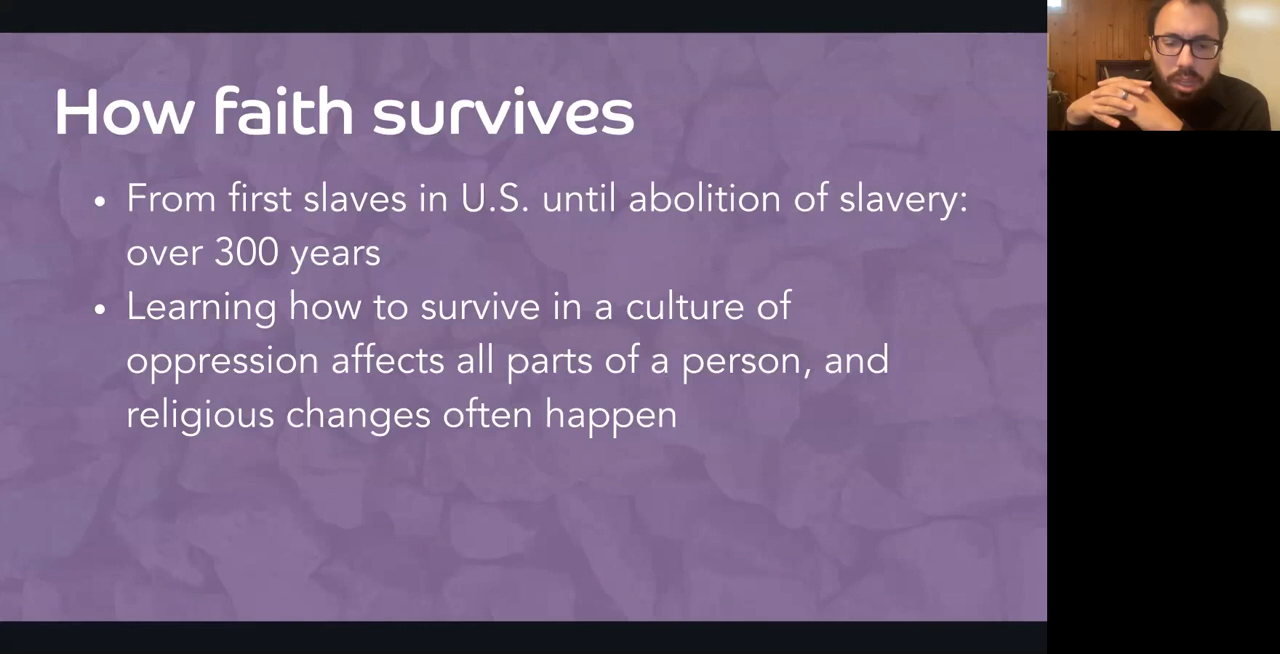 How faith survives
• From first slaves in U.S. until abolition of slavery:
over 300 years
• Learning how to survive in a culture of
oppression affects all parts of a person, and
religious changes often happen